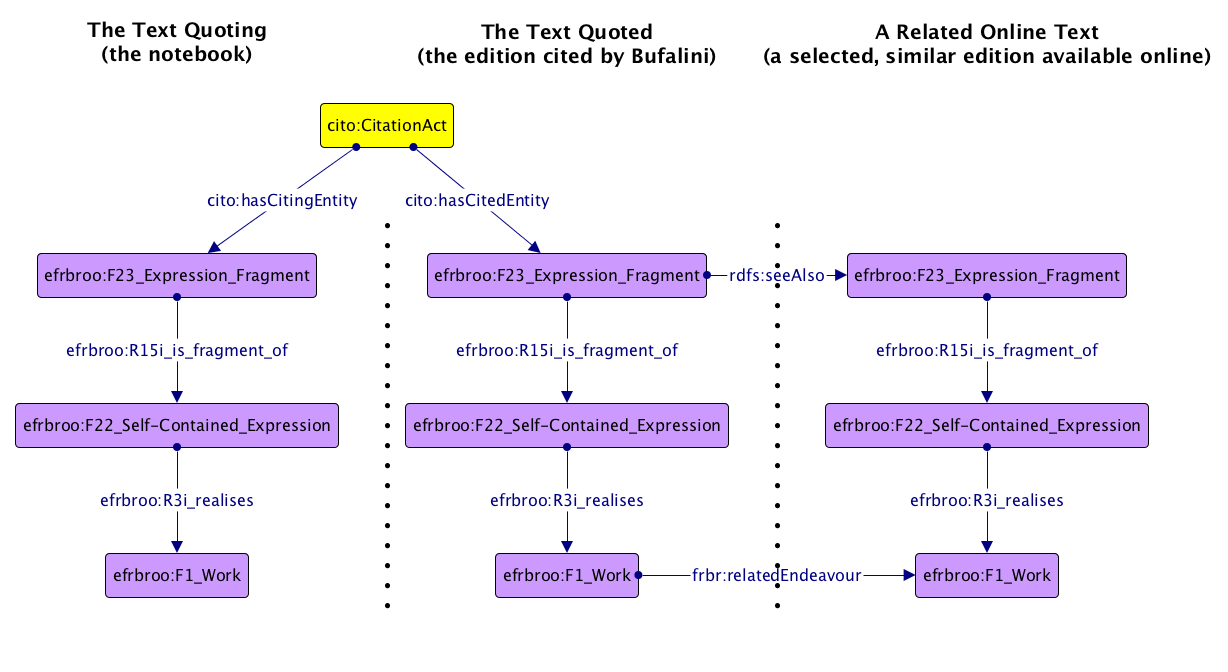 The Text Quoting
(the notebook)
The Text Quoted
(the edition cited by Bufalini)
A Related Online Text
(a selected, similar edition available online)
cito:CitationAct
cito:hasCitingEntity
cito:hasCitedEntity
efrbroo:F23_Expression_Fragment
efrbroo:F23_Expression_Fragment
rdfs:seeAlso
efrbroo:F23_Expression_Fragment
efrbroo:R15i_is_fragment_of
efrbroo:R15i_is_fragment_of
efrbroo:R15i_is_fragment_of
efrbroo:F22_Self-Contained_Expression
efrbroo:F22_Self-Contained_Expression
efrbroo:F22_Self-Contained_Expression
efrbroo:R3i_realises
efrbroo:R3i_realises
efrbroo:R3i_realises
efrbroo:F1_Work
efrbroo:F1_Work
frbr:relatedEndeavour
efrbroo:F1_Work